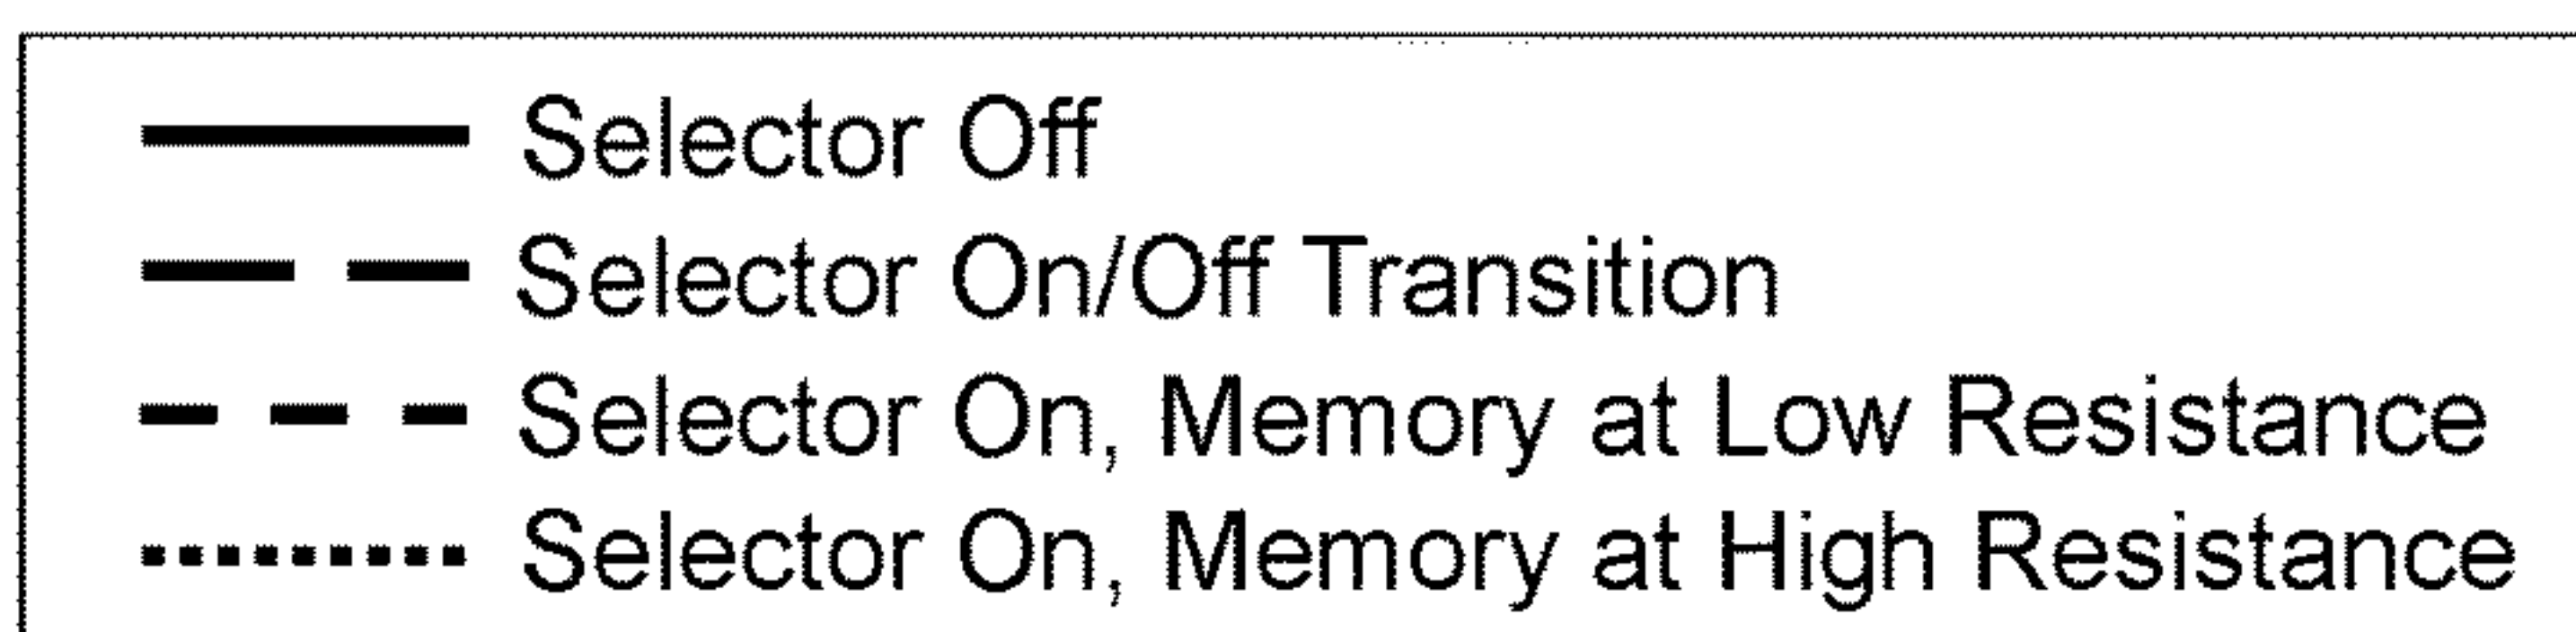 Selector Off
Selector On/Off Transition
Selector On, Memory at Low Resistance
Selector On, Memory at High Resistance